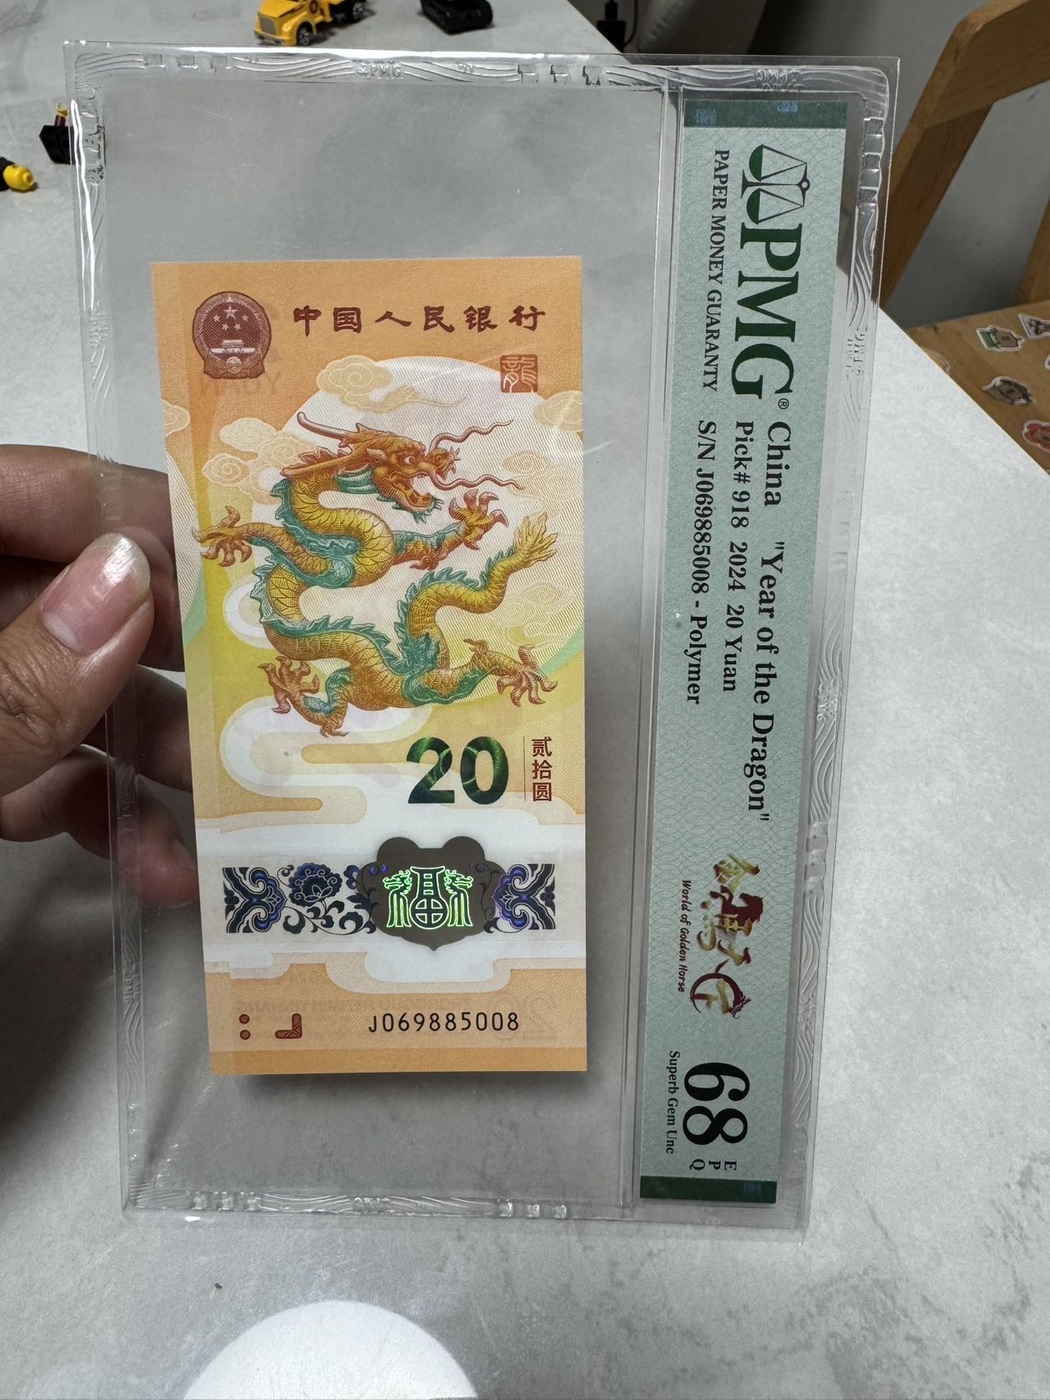 中国人民银行
龍
20
贰拾圆
J069885008
PMG®
PAPER MONEY GUARANTY
China "Year of the Dragon"
Pick# 918 2024 20 Yuan
S/N J069885008 - Polymer
World of Golden Horse
68
EPQ
Superb Gem Unc
PMG